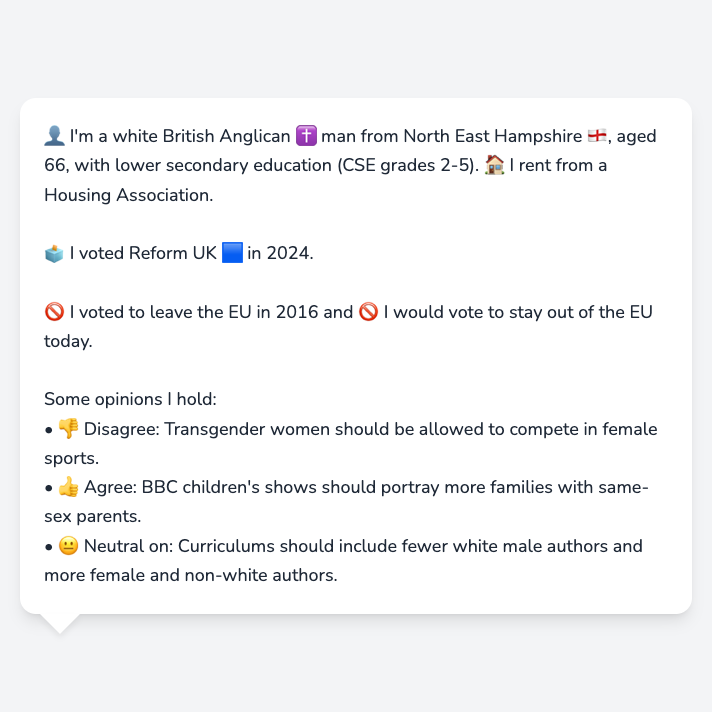 👤 I'm a white British Anglican ✝️ man from North East Hampshire 🏴󠁧󠁢󠁥󠁮󠁧󠁿, aged
66, with lower secondary education (CSE grades 2-5). 🏠 I rent from a
Housing Association.
🗳️ I voted Reform UK 🟦 in 2024.
🚫 I voted to leave the EU in 2016 and 🚫 I would vote to stay out of the EU
today.
Some opinions I hold:
• 👎 Disagree: Transgender women should be allowed to compete in female
sports.
• 👍 Agree: BBC children's shows should portray more families with same-
sex parents.
• 😐 Neutral on: Curriculums should include fewer white male authors and
more female and non-white authors.